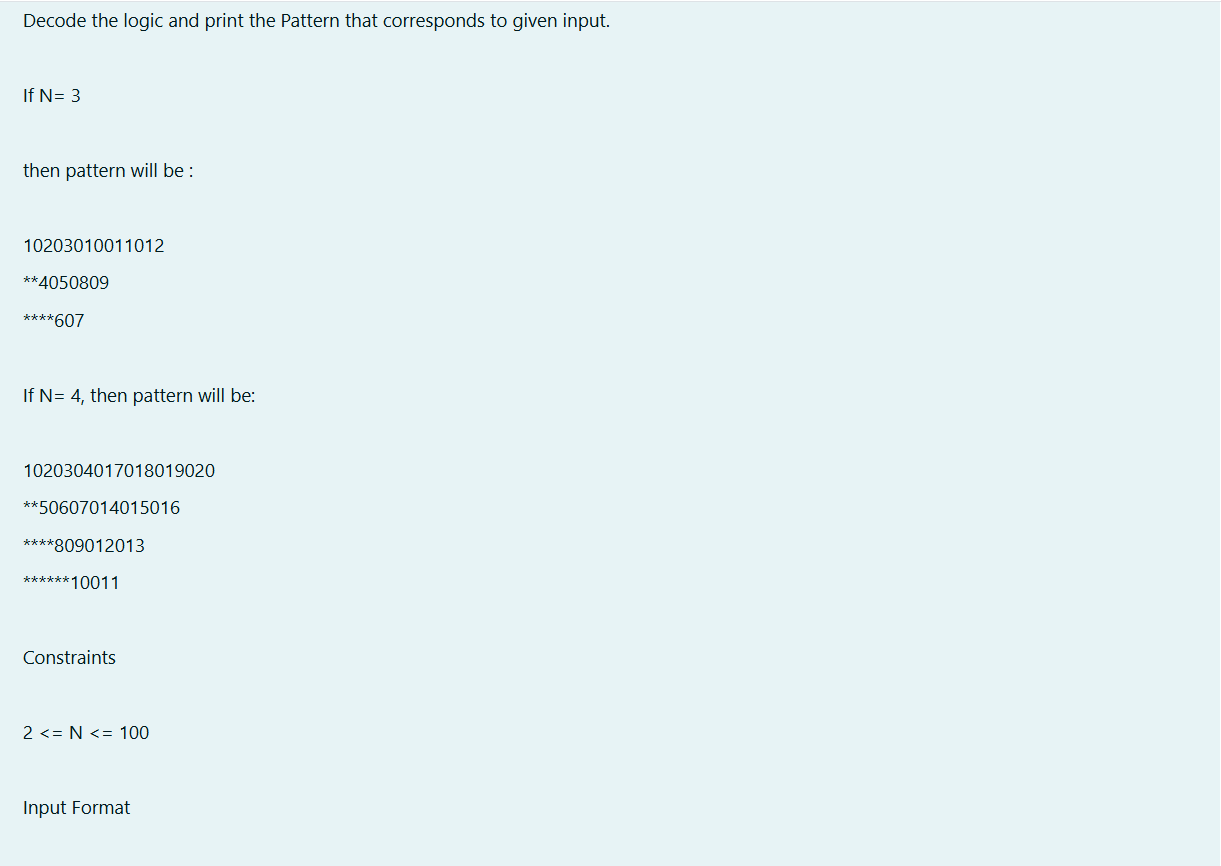 Decode the logic and print the Pattern that corresponds to given input.
If N= 3
then pattern will be :
10203010011012
**4050809
****607
If N= 4, then pattern will be:
1020304017018019020
**50607014015016
****809012013
******10011
Constraints
2 <= N <= 100
Input Format